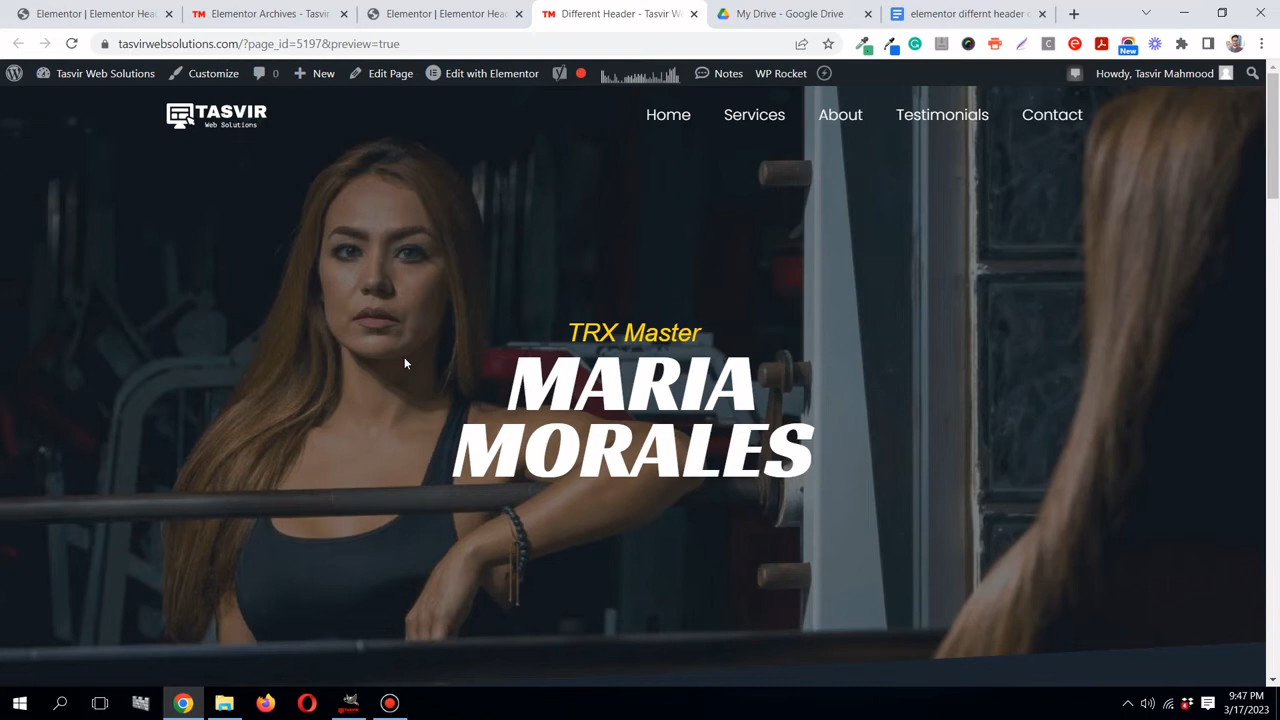 Elementor | Elementor Hea
Elementor Archives - Tasvir
Elementor | Elementor Hea
Different Header - Tasvir W
My Drive - Google Drive
elementor differnt header c
tasvirwebsolution.com/?page_id=5197&preview=true
New
Tasvir Web Solutions
Customize
0
New
Edit Page
Edit with Elementor
Notes
WP Rocket
Howdy, Tasvir Mahmood
TASVIR
Web Solutions
Home
Services
About
Testimonials
Contact
TRX Master
MARIA
MORALES
9:47 PM
3/17/2023